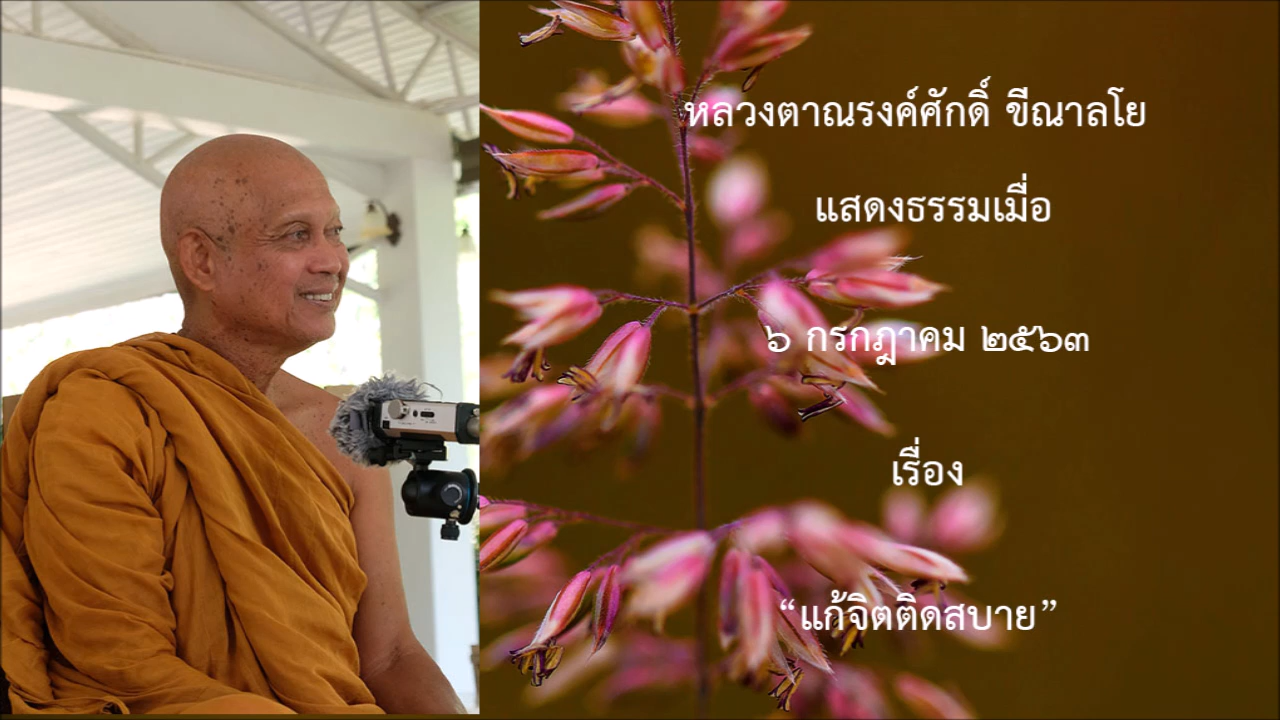 หลวงตาณรงค์ศักดิ์ ขีณาลโย
แสดงธรรมเมื่อ
๖ กรกฎาคม ๒๕๖๓
เรื่อง
“แก้จิตติดสบาย”